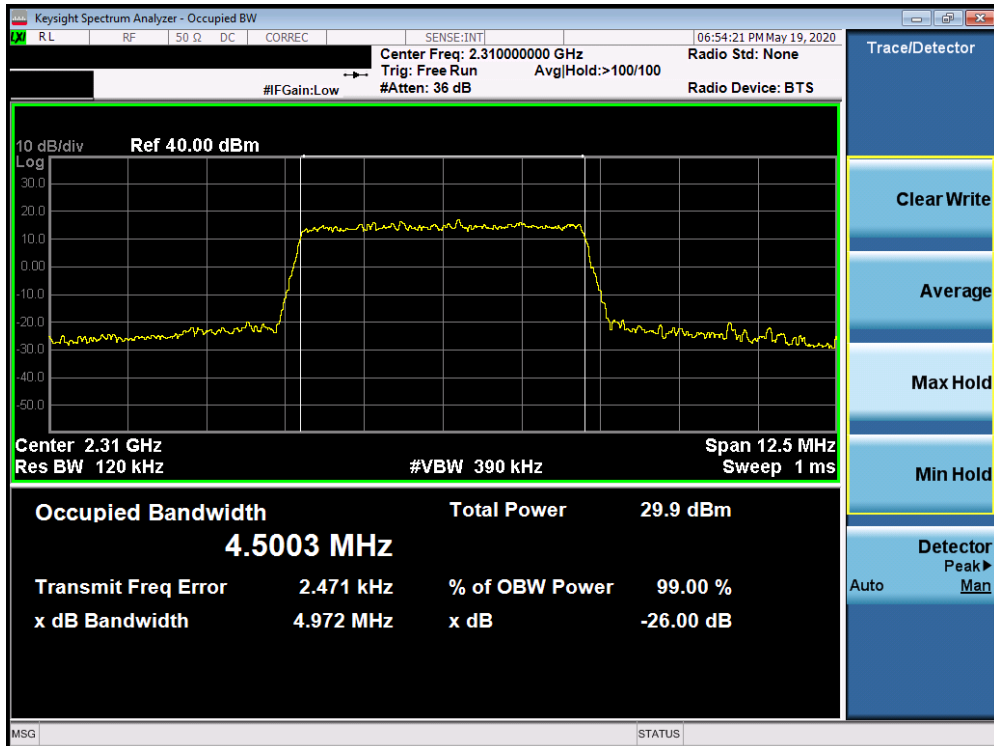 Keysight Spectrum Analyzer - Occupied BW
LXI RL RF 50 Ω DC CORREC SENSE:INT 06:54:21 PM May 19, 2020
Center Freq: 2.310000000 GHz Radio Std: None
Trig: Free Run Avg|Hold:>100/100
#IFGain:Low #Atten: 36 dB Radio Device: BTS
Trace/Detector
10 dB/div Ref 40.00 dBm
Log
30.0
20.0
10.0
0.00
-10.0
-20.0
-30.0
-40.0
-50.0
Center 2.31 GHz Span 12.5 MHz
Res BW 120 kHz #VBW 390 kHz Sweep 1 ms
Occupied Bandwidth Total Power 29.9 dBm
4.5003 MHz
Transmit Freq Error 2.471 kHz % of OBW Power 99.00 %
x dB Bandwidth 4.972 MHz x dB -26.00 dB
Clear Write
Average
Max Hold
Min Hold
Detector
Peak▶
Auto Man
MSG STATUS